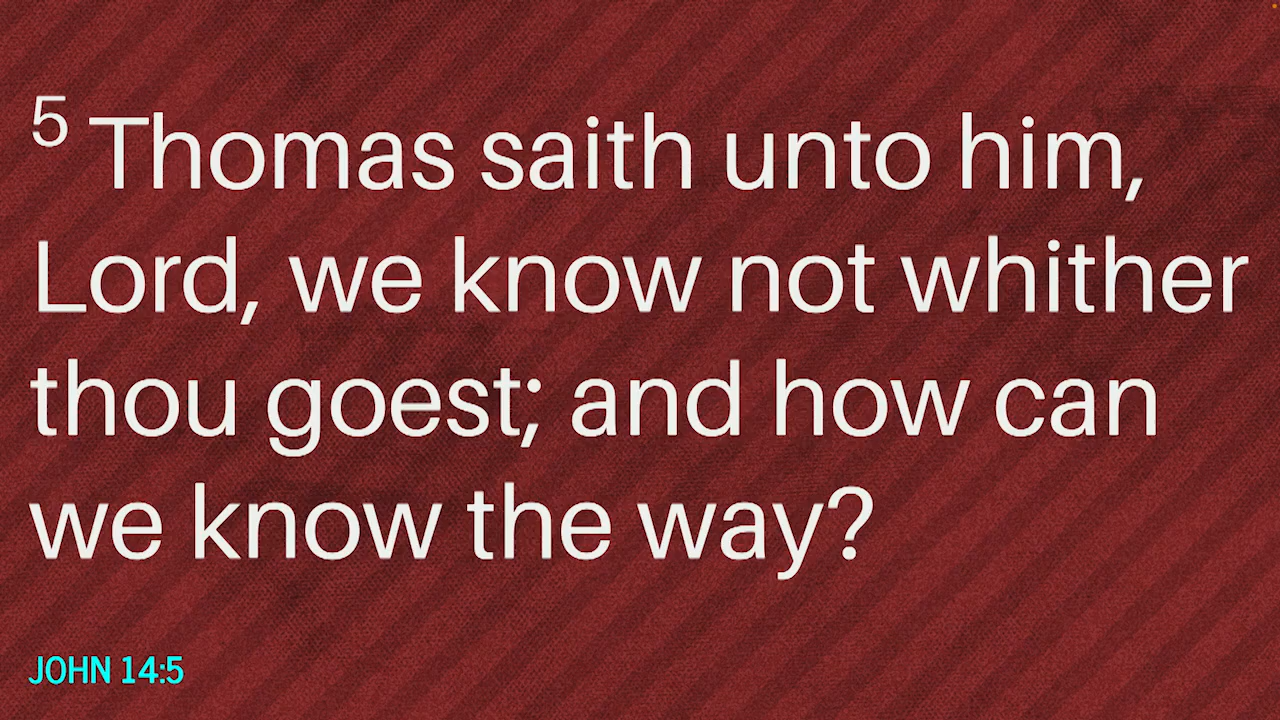 5 Thomas saith unto him,
Lord, we know not whither
thou goest; and how can
we know the way?
JOHN 14:5